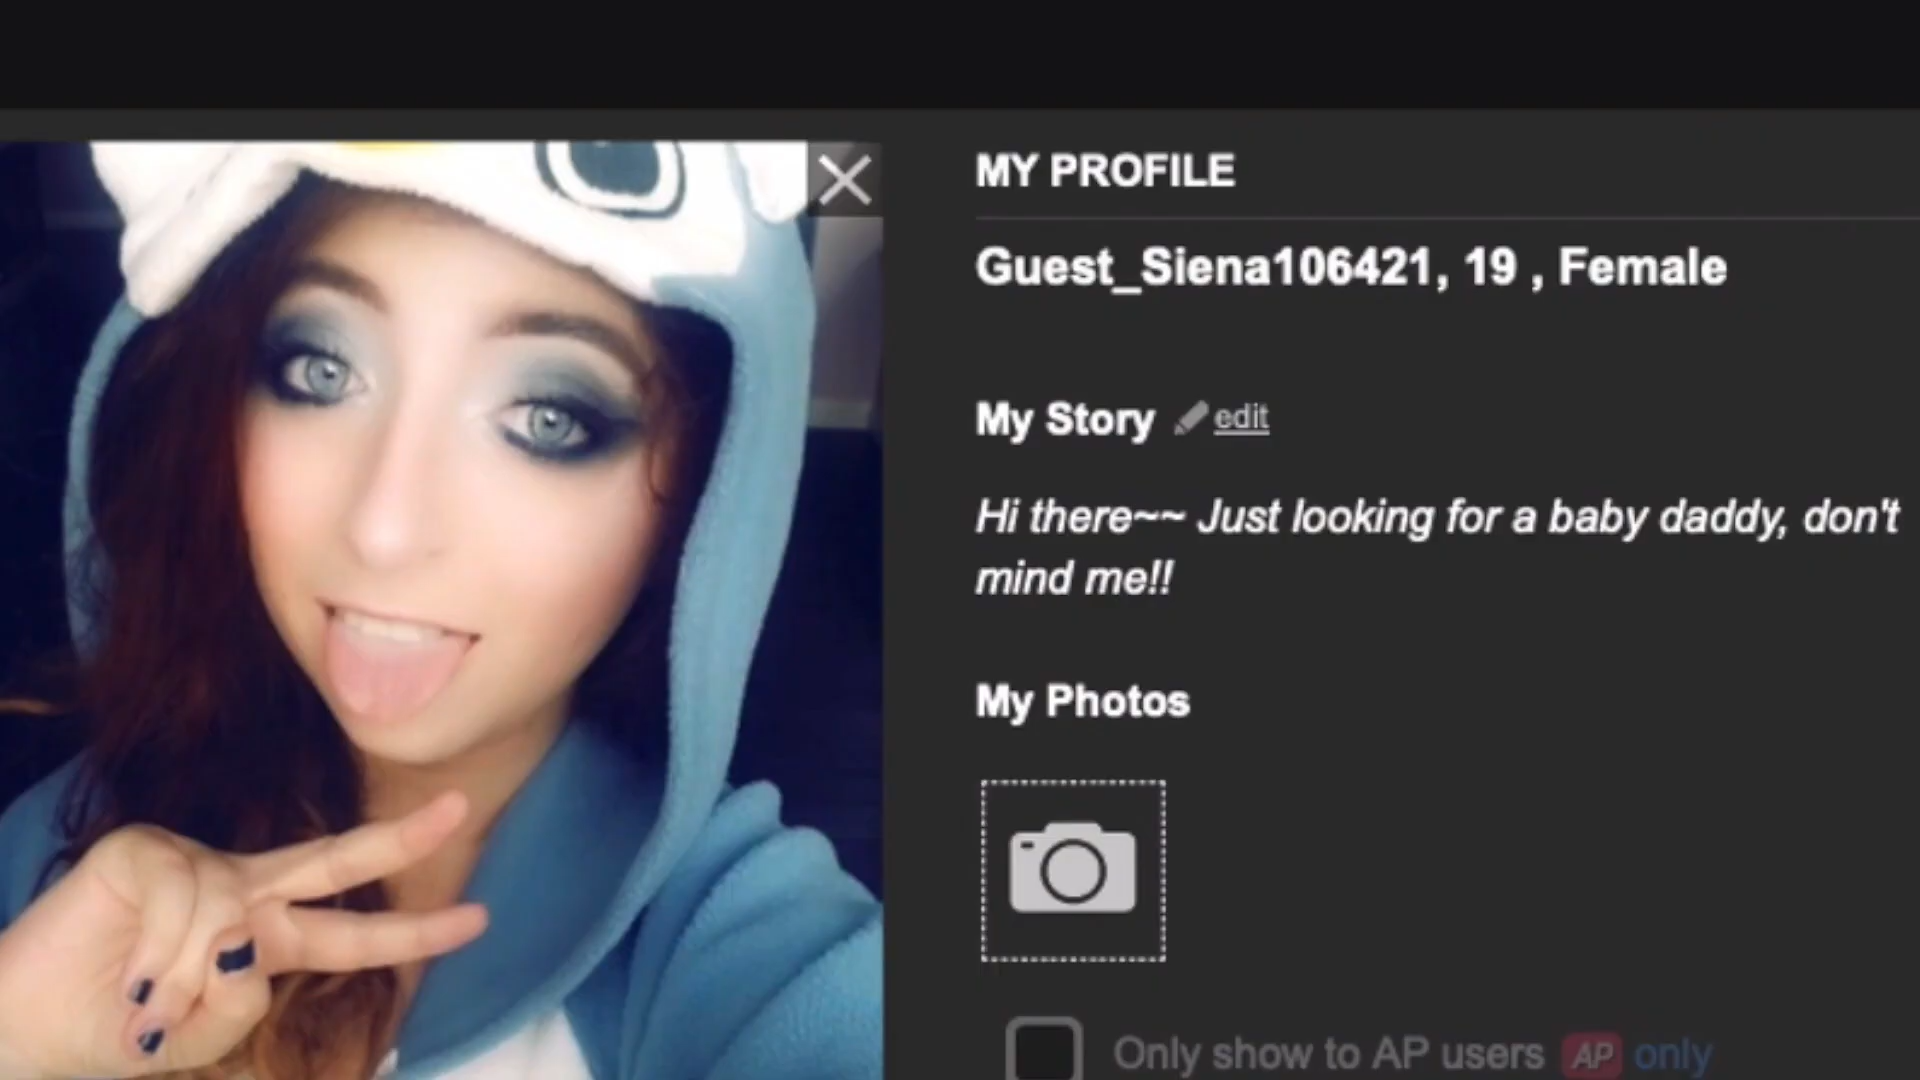 MY PROFILE
Guest_Siena106421, 19 , Female
My Story edit
Hi there~~ Just looking for a baby daddy, don't
mind me!!
My Photos
Only show to AP users AP only